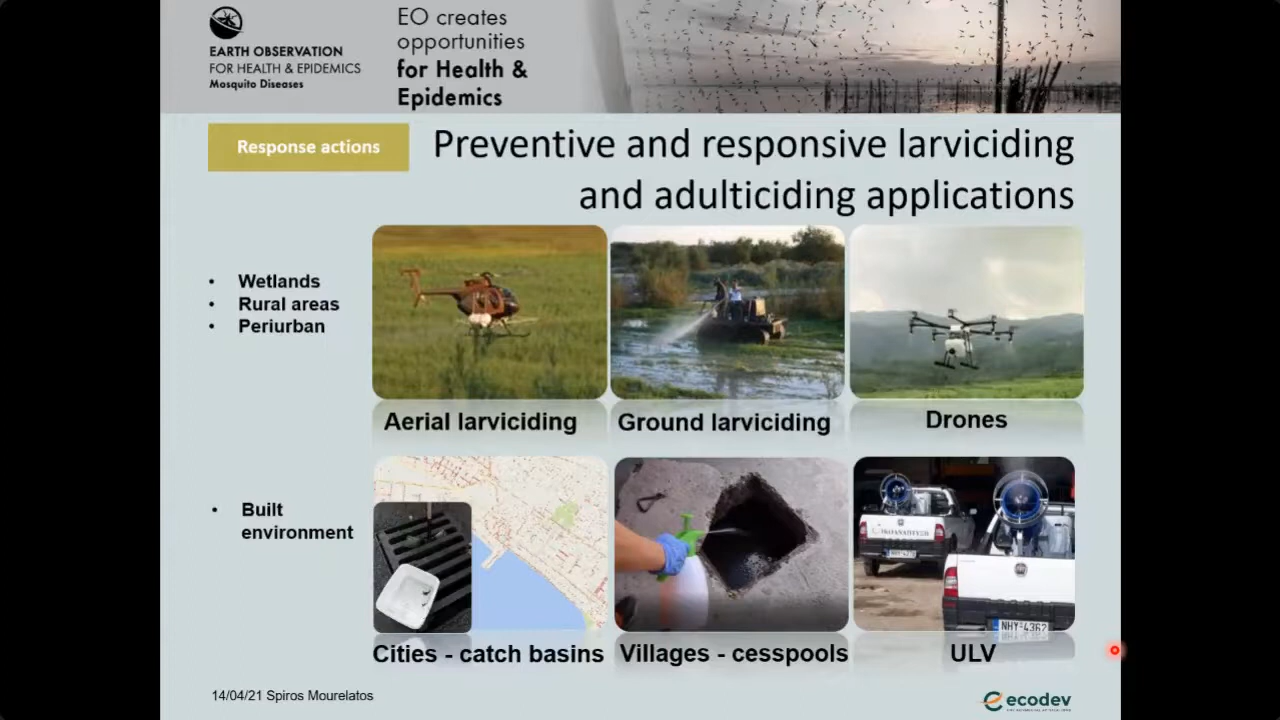 EARTH OBSERVATION
FOR HEALTH & EPIDEMICS
Mosquito Diseases
EO creates
opportunities
for Health &
Epidemics
Response actions
Preventive and responsive larviciding
and adulticiding applications
• Wetlands
• Rural areas
• Periurban
Aerial larviciding
Ground larviciding
Drones
• Built
environment
NHY-4362
Cities - catch basins
Villages - cesspools
ULV
14/04/21 Spiros Mourelatos
ecodev